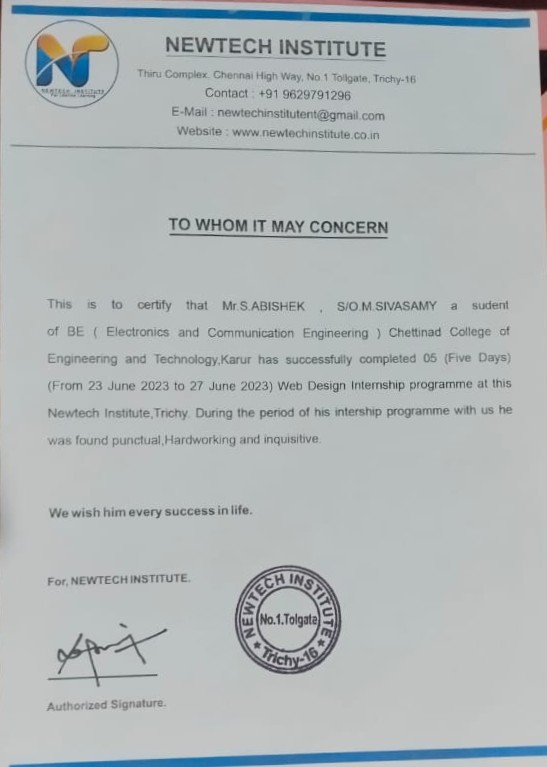 NEWTECH INSTITUTE
NEWTECH INSTITUTE
Thiru Complex, Chennai High Way, No.1 Tollgate, Trichy-16
Contact : +91 9629791296
E-Mail : newtechinstitutent@gmail.com
Website : www.newtechinstitute.co.in
TO WHOM IT MAY CONCERN
This is to certify that Mr.S.ABISHEK , S/O.M.SIVASAMY a sudent
of BE ( Electronics and Communication Engineering ) Chettinad College of
Engineering and Technology,Karur has successfully completed 05 (Five Days)
(From 23 June 2023 to 27 June 2023) Web Design Internship programme at this
Newtech Institute,Trichy. During the period of his intership programme with us he
was found punctual,Hardworking and inquisitive.
We wish him every success in life.
For, NEWTECH INSTITUTE.
NEWTECH INSTITUTE
No.1.Tolgate
Trichy-16
Authorized Signature.